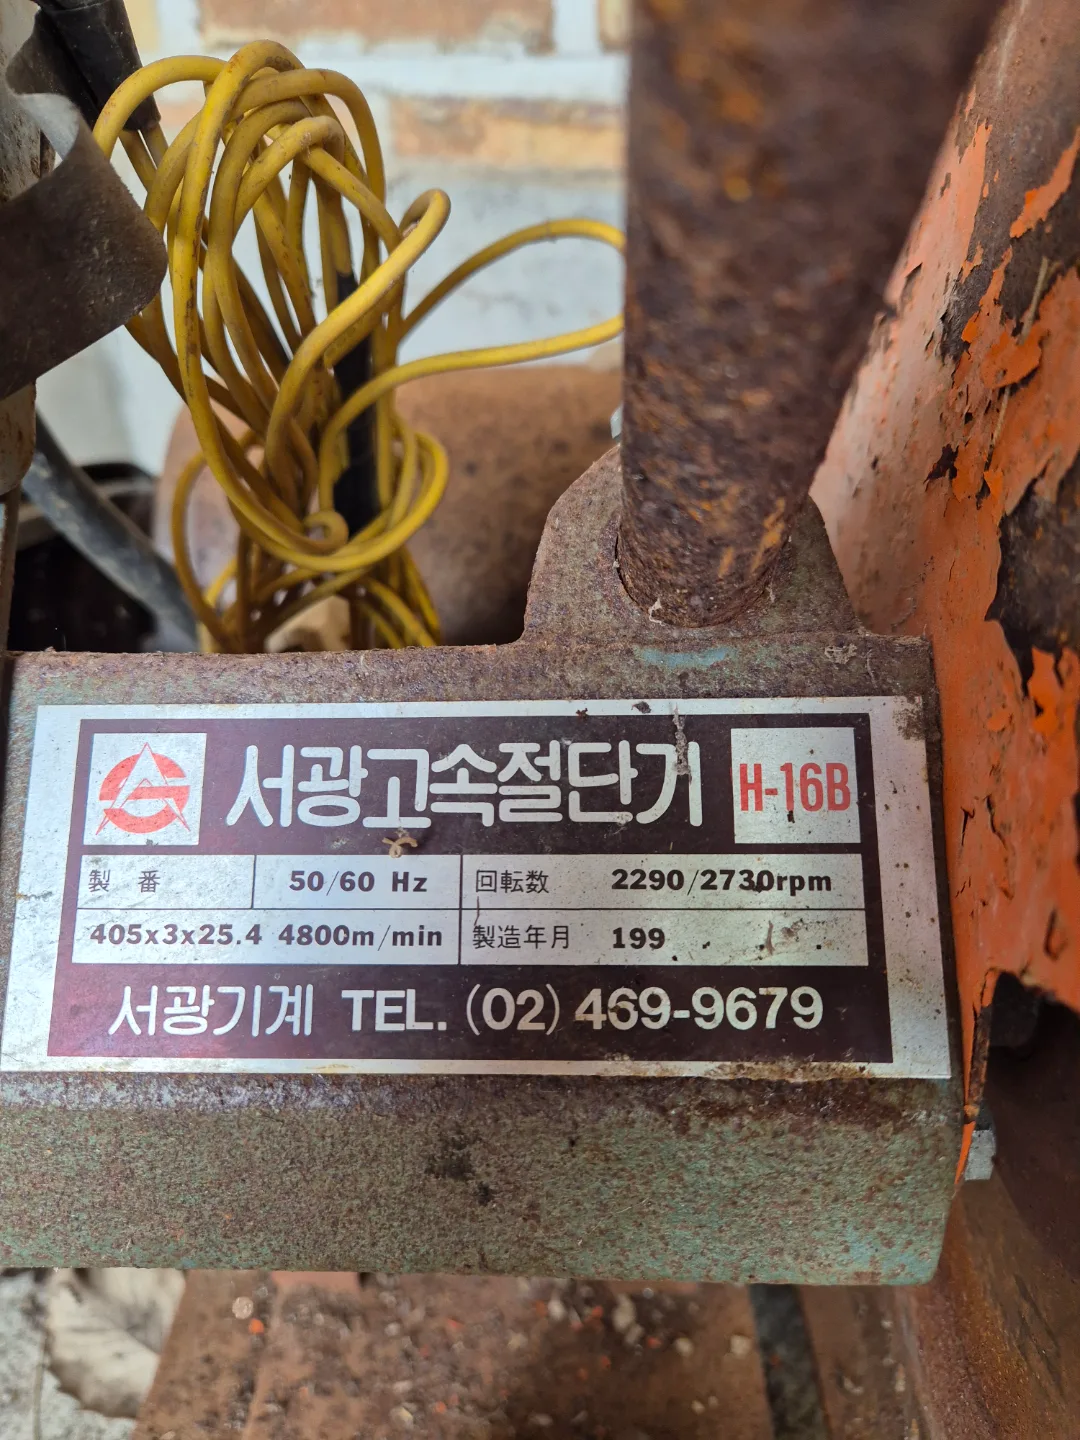 서광고속절단기 H-16B
製 番 50/60 Hz 回転数 2290/2730rpm
405x3x25.4 4800m/min 製造年月 199 . .
서광기계 TEL. (02) 469-9679